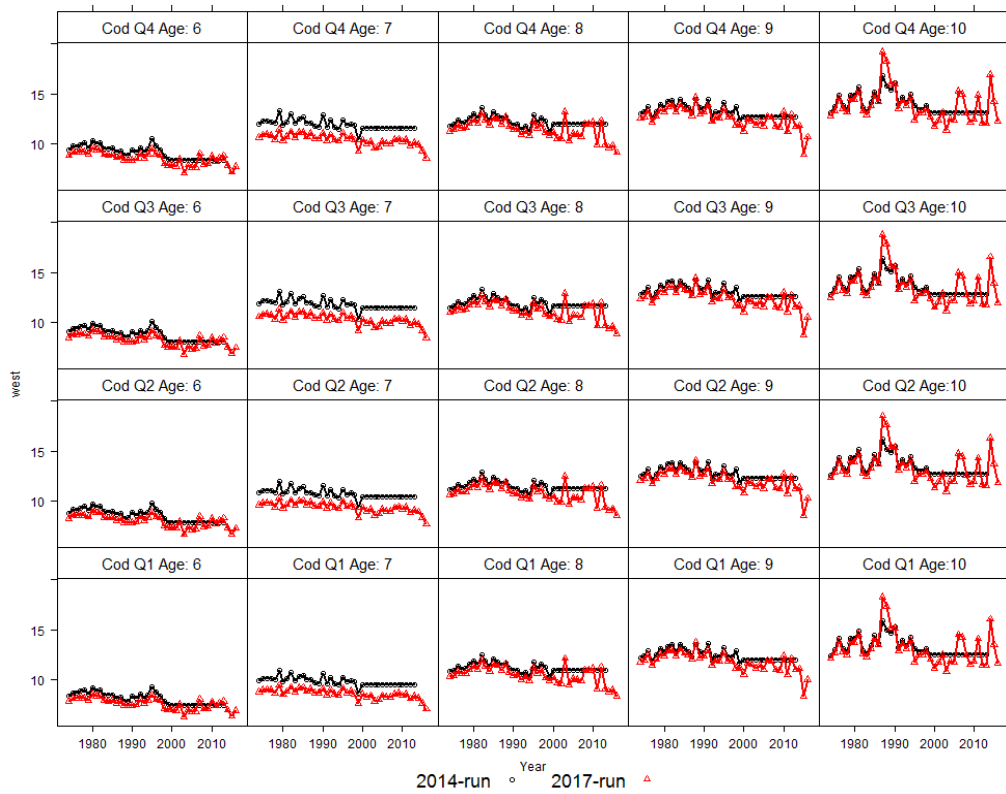 Cod Q4 Age: 6 Cod Q4 Age: 7 Cod Q4 Age: 8 Cod Q4 Age: 9 Cod Q4 Age:10
15
10
Cod Q3 Age: 6 Cod Q3 Age: 7 Cod Q3 Age: 8 Cod Q3 Age: 9 Cod Q3 Age:10
15
10
Cod Q2 Age: 6 Cod Q2 Age: 7 Cod Q2 Age: 8 Cod Q2 Age: 9 Cod Q2 Age:10
15
10
Cod Q1 Age: 6 Cod Q1 Age: 7 Cod Q1 Age: 8 Cod Q1 Age: 9 Cod Q1 Age:10
15
10
west
1980 1990 2000 2010 1980 1990 2000 2010 1980 1990 2000 2010 1980 1990 2000 2010 1980 1990 2000 2010
Year
2014-run 2017-run